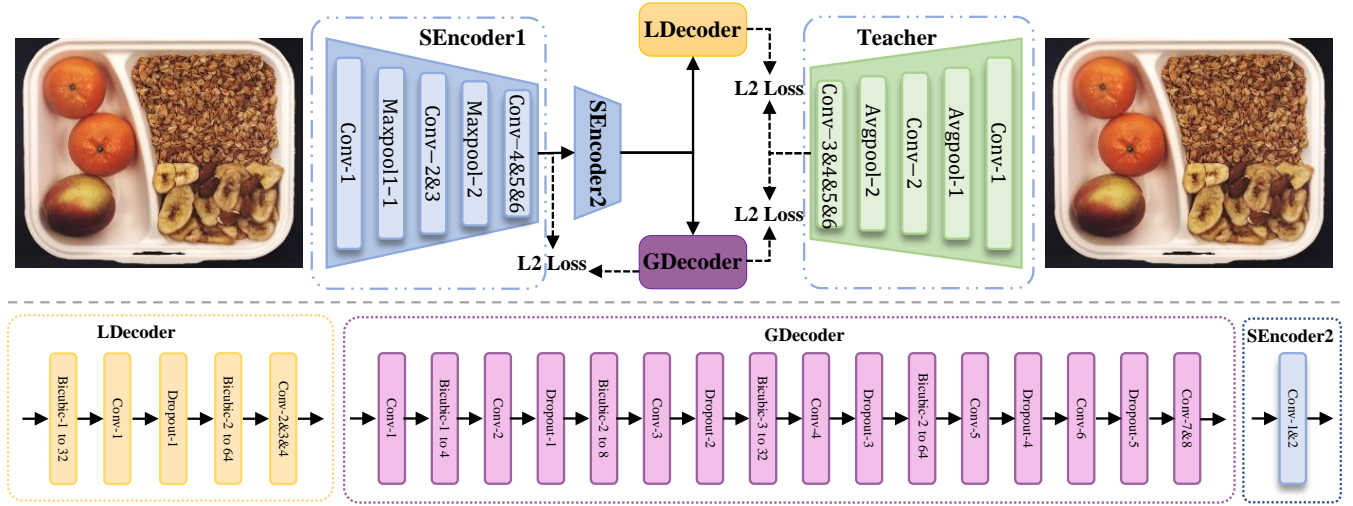 SEncoder1
Conv-1
Maxpool1-1
Conv-2&3
Maxpool-2
Conv-4&5&6
SEncoder2
LDecoder
GDecoder
L2 Loss
L2 Loss
L2 Loss
Teacher
Conv-3&4&5&6
Avgpool-2
Conv-2
Avgpool-1
Conv-1
LDecoder
Bicubic-1 to 32
Conv-1
Dropout-1
Bicubic-2 to 64
Conv-2&3&4
GDecoder
Conv-1
Bicubic-1 to 4
Conv-2
Dropout-1
Bicubic-2 to 8
Conv-3
Dropout-2
Bicubic-3 to 32
Conv-4
Dropout-3
Bicubic-2 to 64
Conv-5
Dropout-4
Conv-6
Dropout-5
Conv-7&8
SEncoder2
Conv-1&2